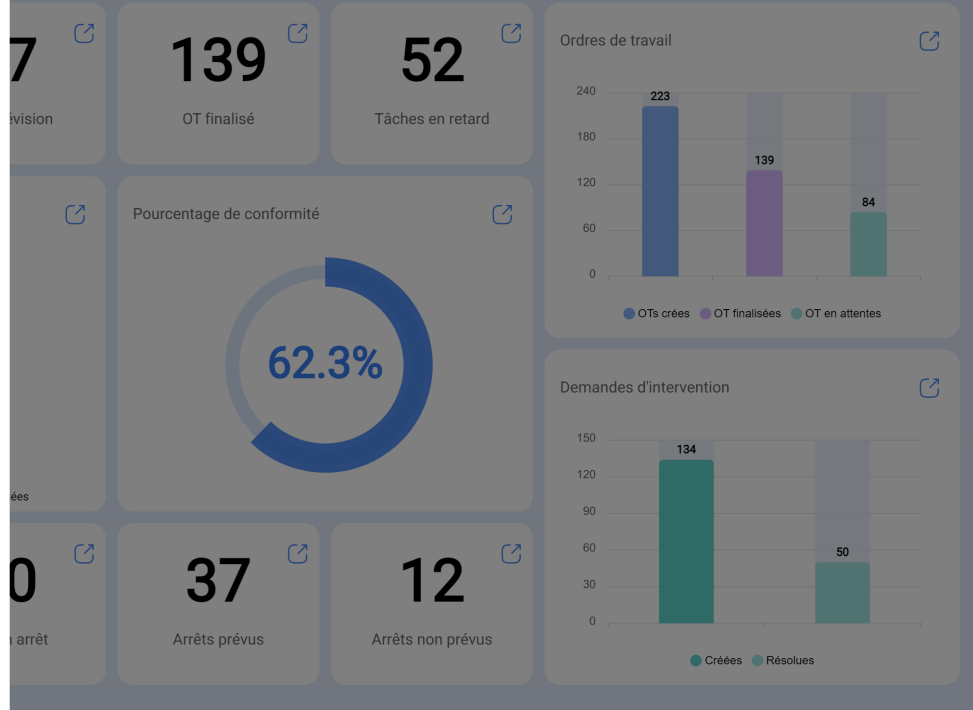 7
139
OT finalisé
52
Tâches en retard
Ordres de travail
240
180
120
60
0
223
139
84
OTs crées
OT finalisées
OT en attentes
Pourcentage de conformité
62.3%
ées
Demandes d'intervention
150
120
90
60
30
0
134
50
Créées
Résolues
0
arrêt
37
Arrêts prévus
12
Arrêts non prévus